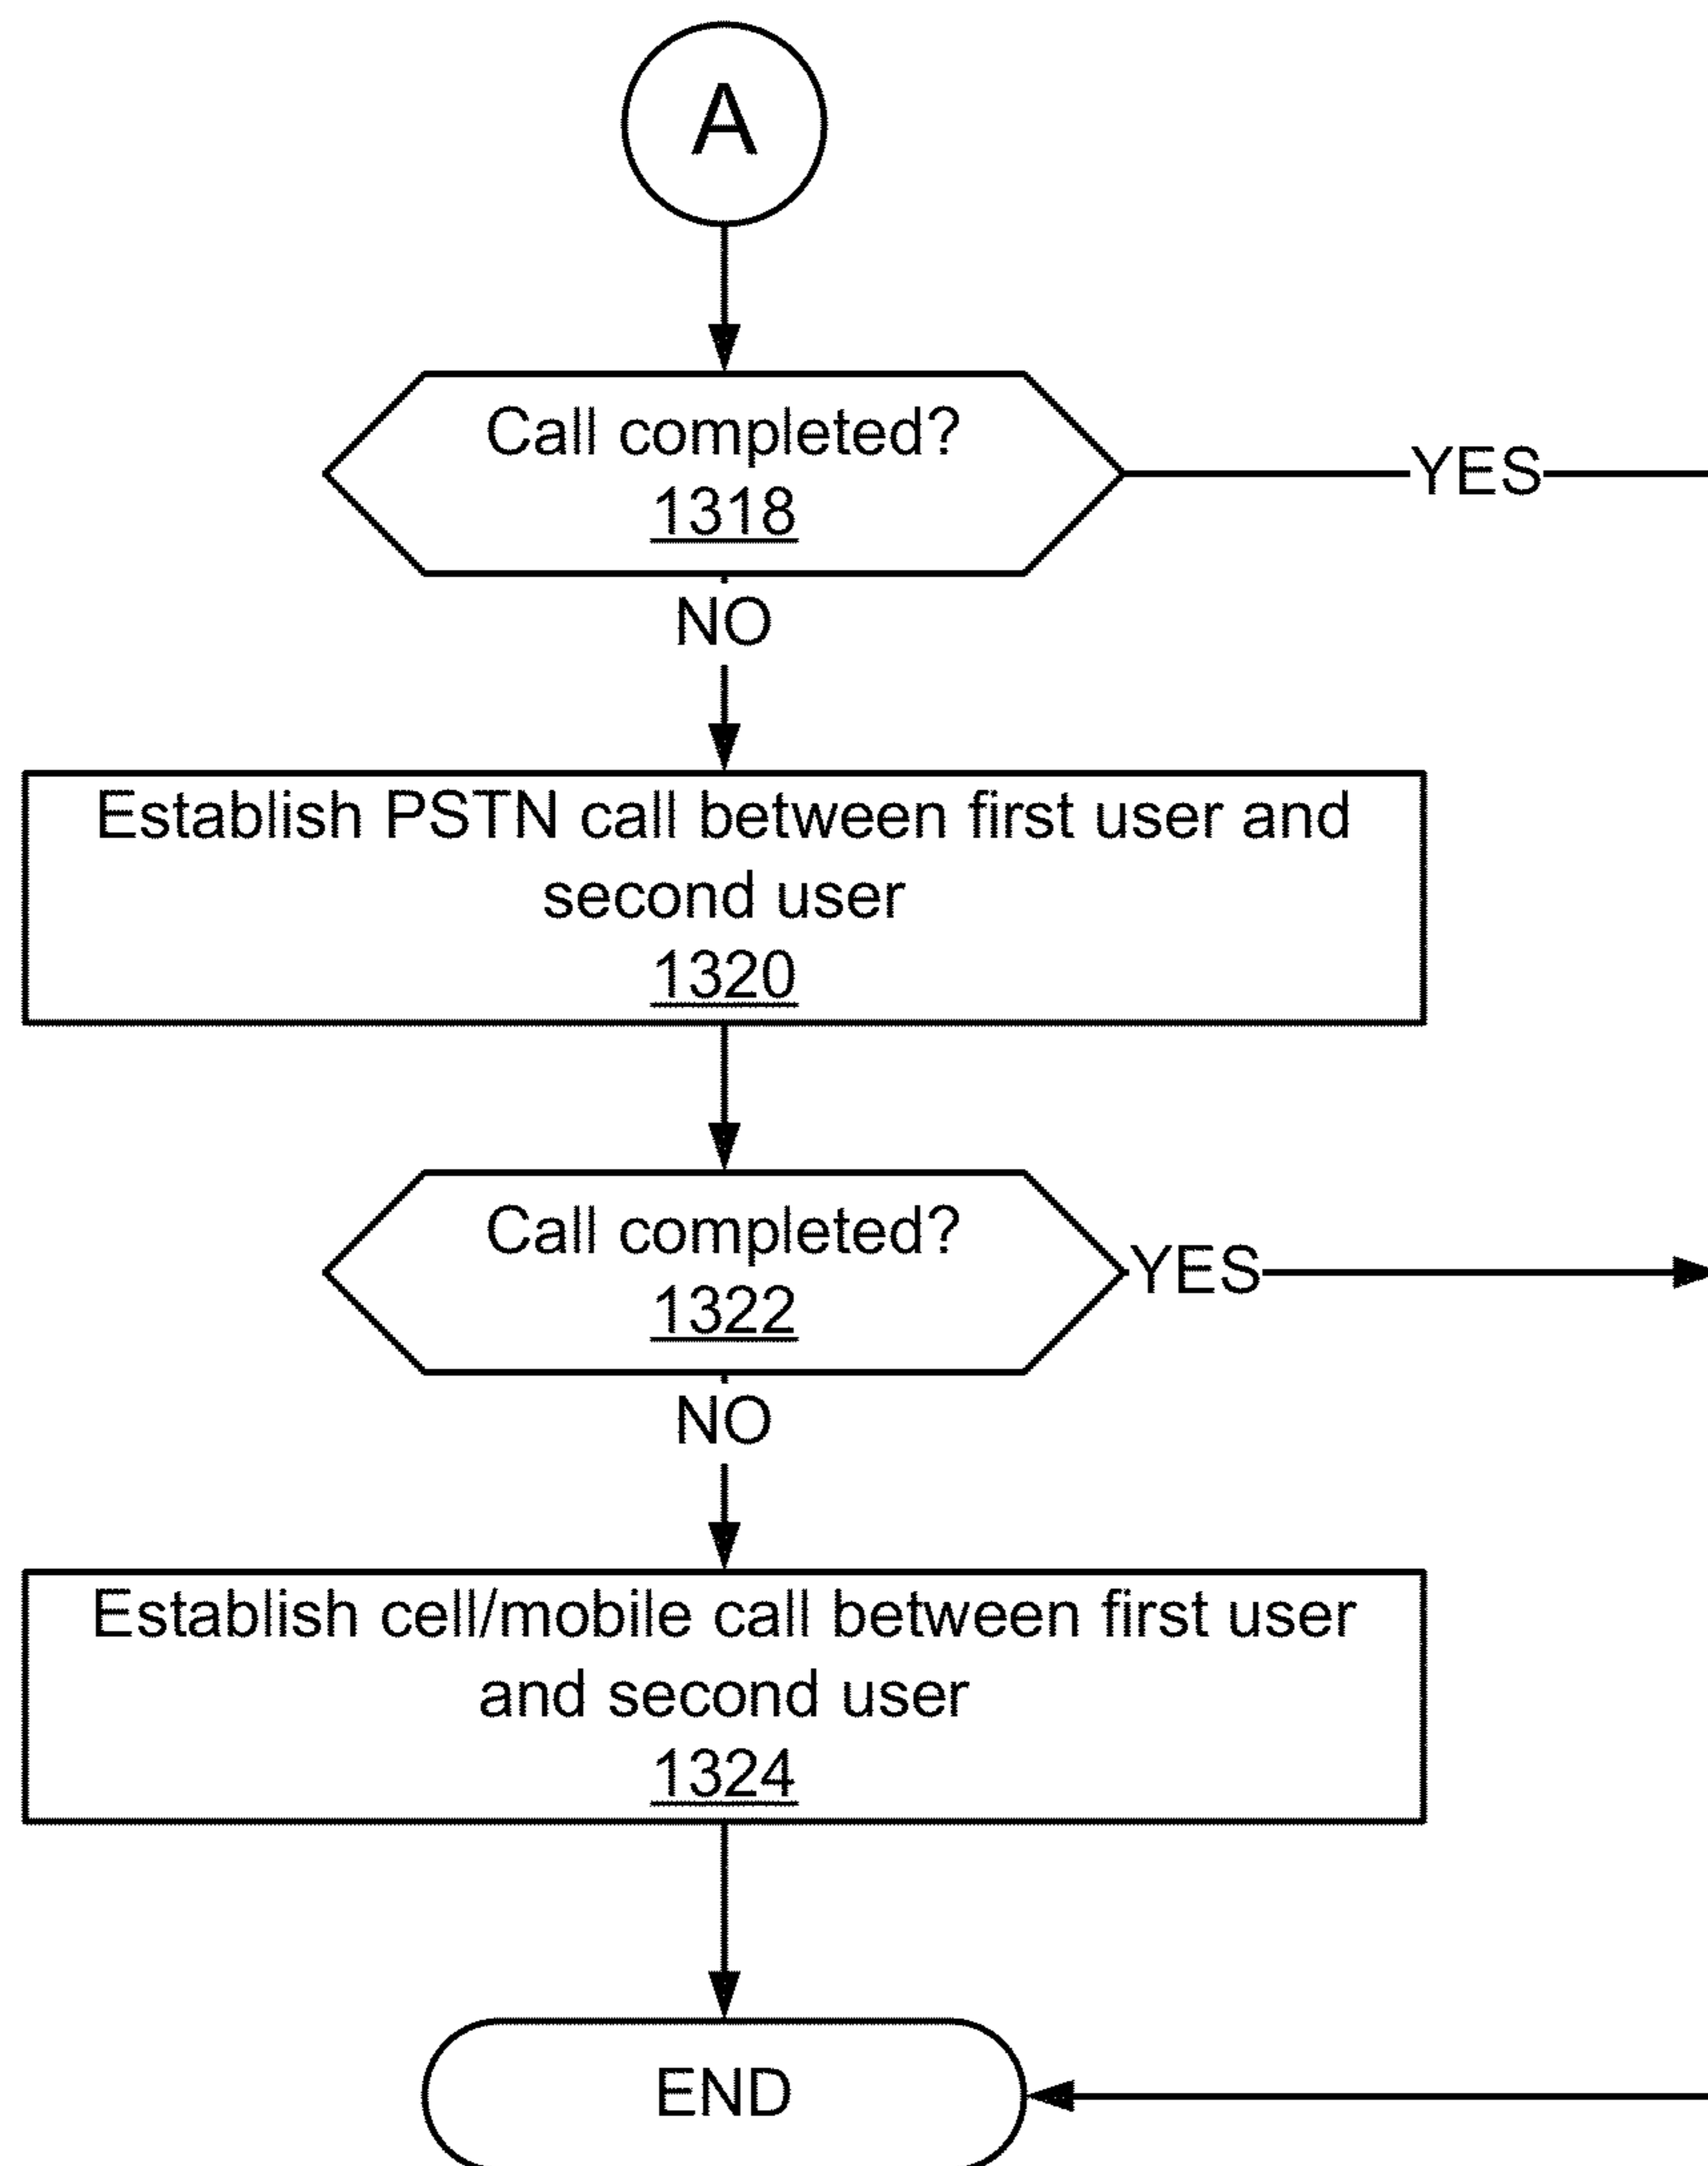 A
Call completed?
1318
YES
NO
Establish PSTN call between first user and
second user
1320
Call completed?
1322
YES
NO
Establish cell/mobile call between first user
and second user
1324
END